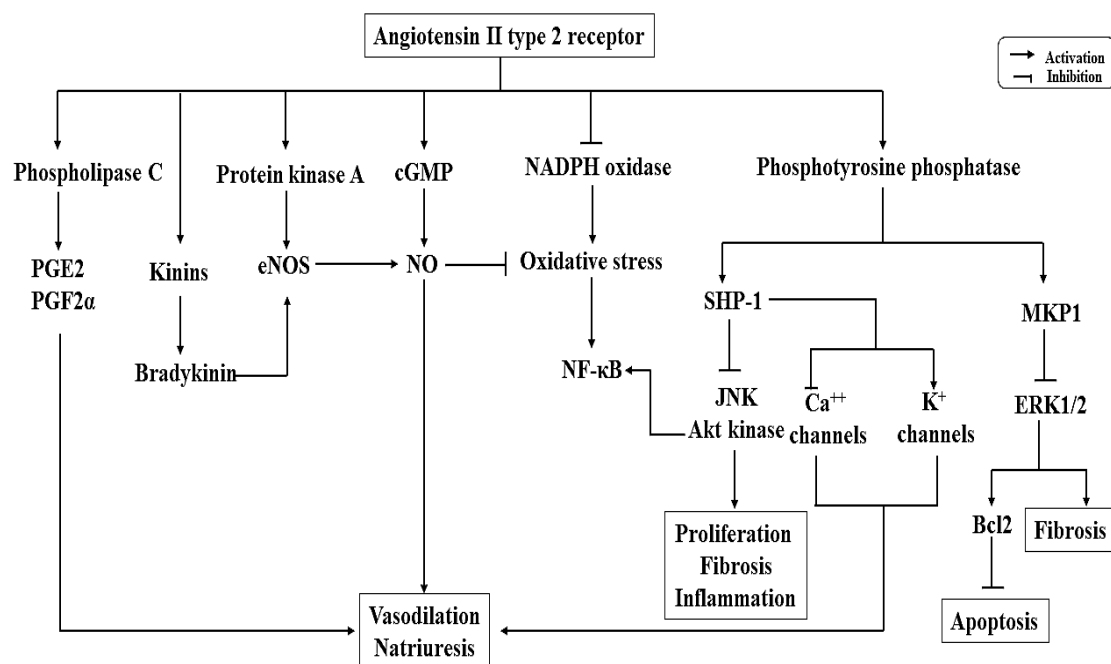 Angiotensin II type 2 receptor
Activation
Inhibition
Phospholipase C
Protein kinase A
cGMP
NADPH oxidase
Phosphotyrosine phosphatase
PGE2
PGF2α
Kinins
eNOS
NO
Oxidative stress
SHP-1
MKP1
Bradykinin
NF-κB
JNK
Akt kinase
Ca⁺⁺
channels
K⁺
channels
ERK1/2
Proliferation
Fibrosis
Inflammation
Bcl2
Fibrosis
Vasodilation
Natriuresis
Apoptosis